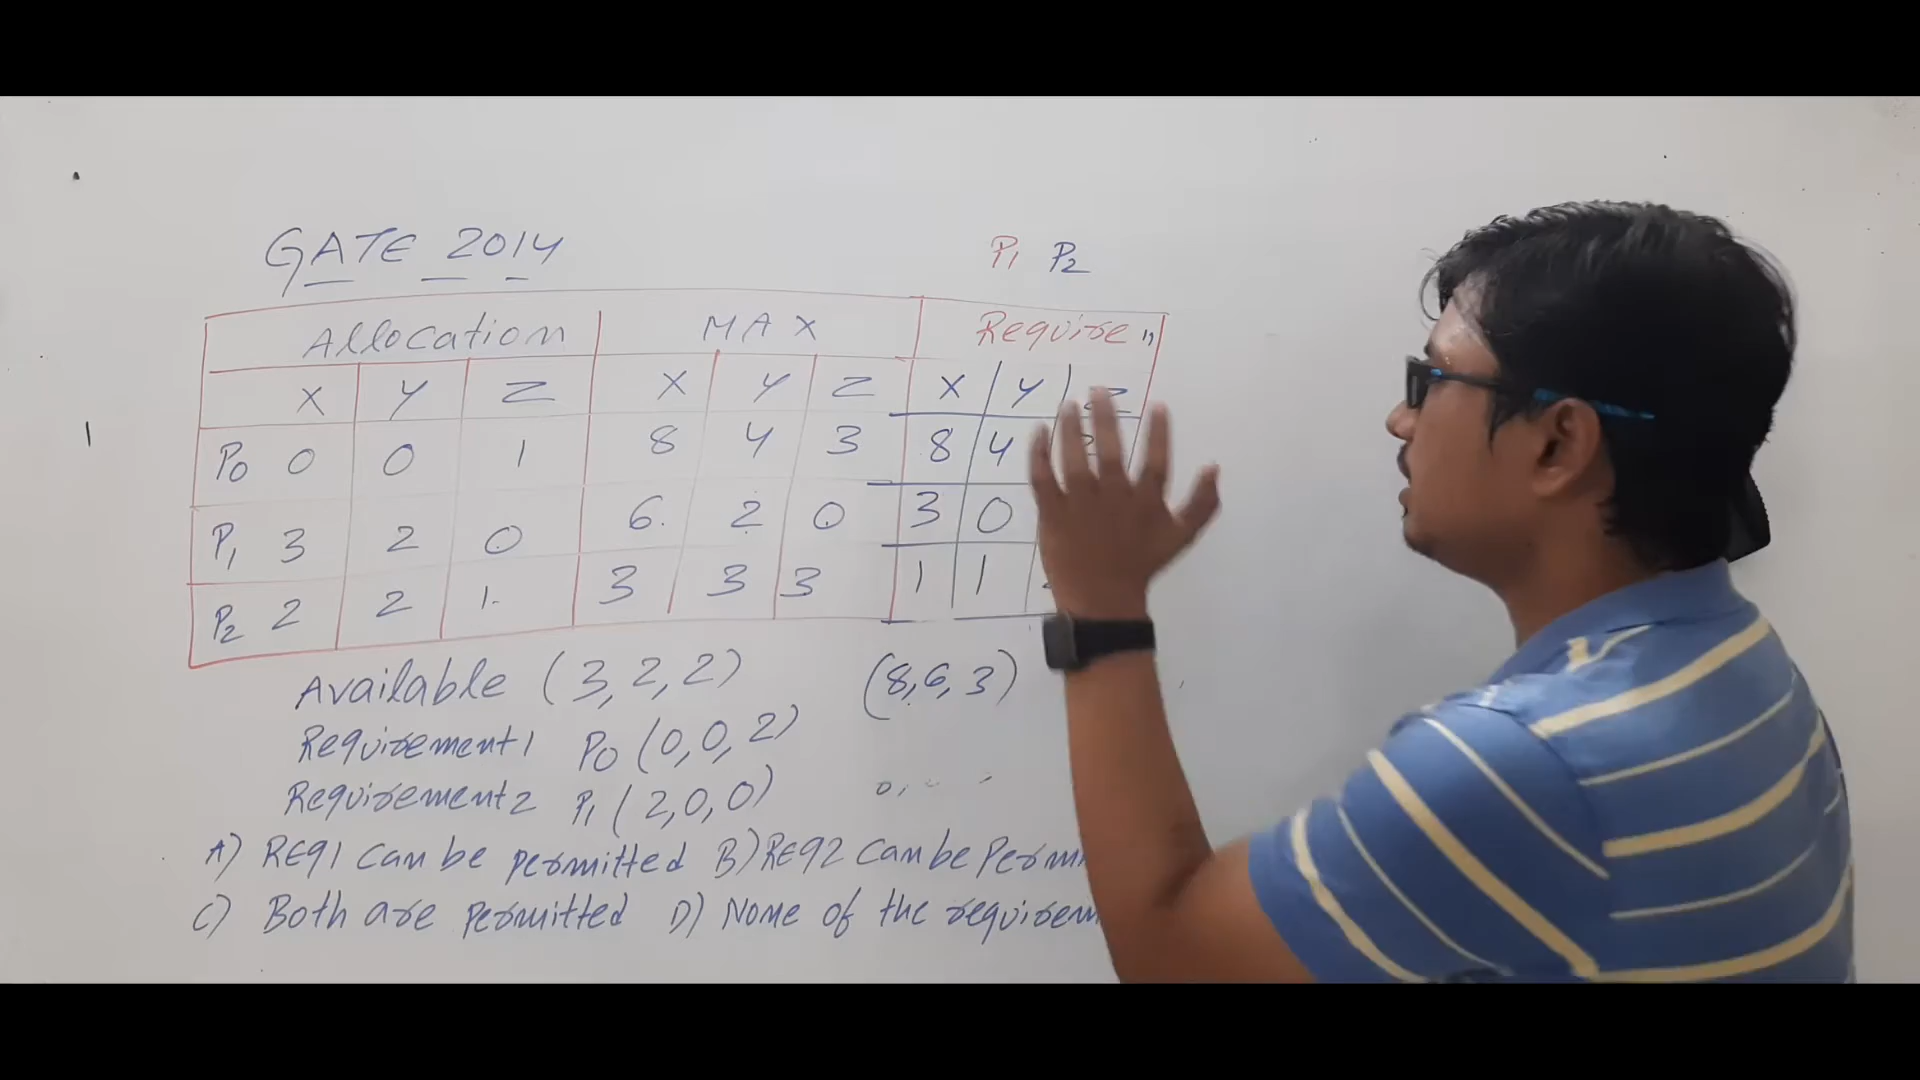 GATE 2014
P1 P2
Allocation MAX Require
X Y Z X Y Z X Y Z
P0 0 0 1 8 4 3 8 4
P1 3 2 0 6. 2 0 3 0
P2 2 2 1. 3 3 3 1 1
Available (3, 2, 2) (8, 6, 3)
Requirement1 P0 (0, 0, 2)
Requirement2 P1 (2, 0, 0)
A) REQ1 Can be permitted B) REQ2 Can be Permi
C) Both are permitted D) None of the requirem